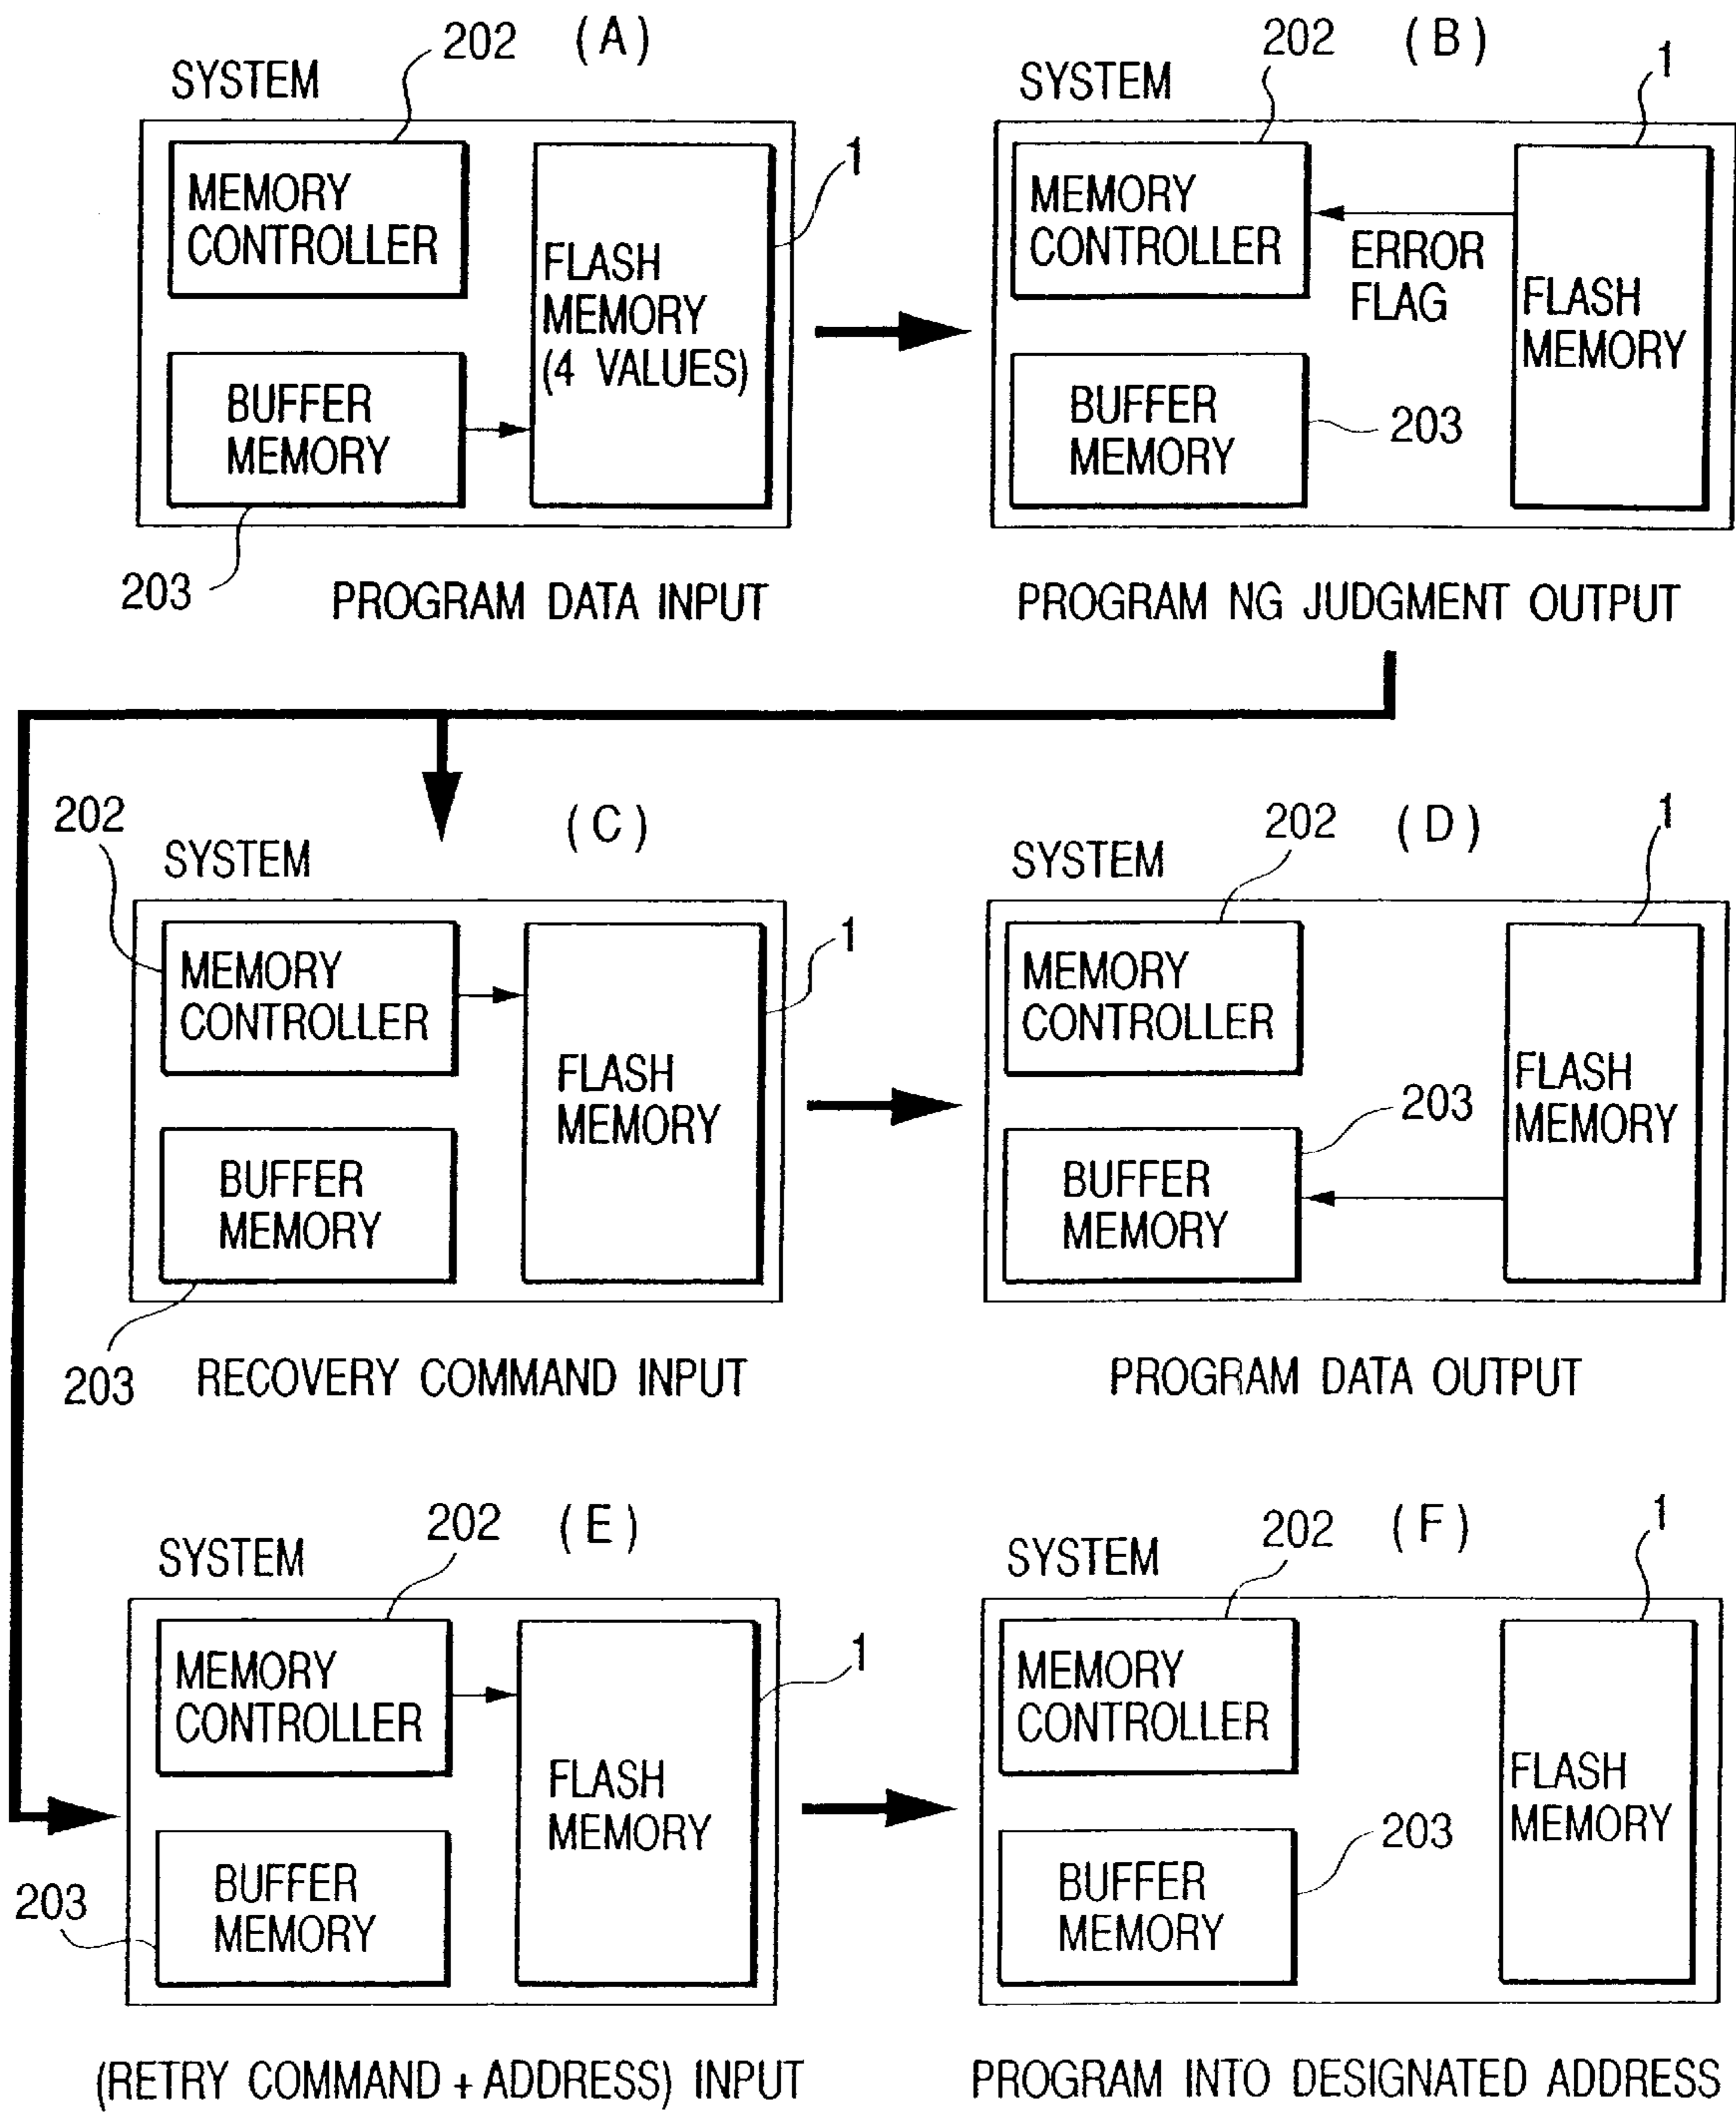 202 (A)
SYSTEM
MEMORY
CONTROLLER
1
FLASH
MEMORY
(4 VALUES)
BUFFER
MEMORY
203
PROGRAM DATA INPUT
202 (B)
1
SYSTEM
MEMORY
CONTROLLER
ERROR
FLAG
FLASH
MEMORY
BUFFER
MEMORY
203
PROGRAM NG JUDGMENT OUTPUT
202
(C)
SYSTEM
MEMORY
CONTROLLER
1
FLASH
MEMORY
BUFFER
MEMORY
203
RECOVERY COMMAND INPUT
202 (D)
1
SYSTEM
MEMORY
CONTROLLER
203
FLASH
MEMORY
BUFFER
MEMORY
PROGRAM DATA OUTPUT
202 (E)
SYSTEM
MEMORY
CONTROLLER
1
FLASH
MEMORY
BUFFER
MEMORY
203
(RETRY COMMAND + ADDRESS) INPUT
202 (F)
1
SYSTEM
MEMORY
CONTROLLER
FLASH
MEMORY
203
BUFFER
MEMORY
PROGRAM INTO DESIGNATED ADDRESS